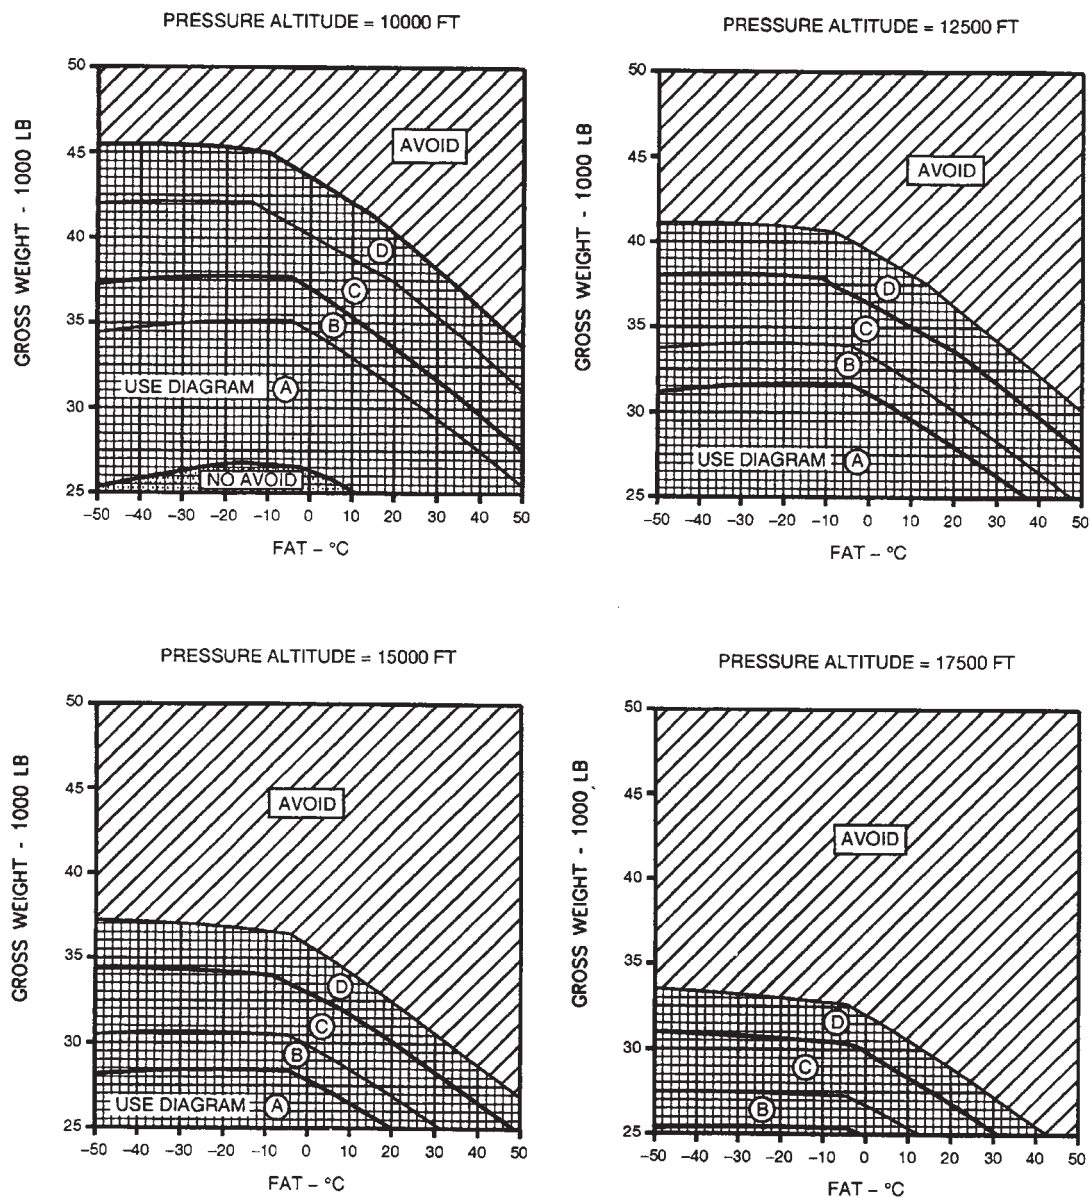 PRESSURE ALTITUDE = 10000 FT
GROSS WEIGHT - 1000 LB
50
45
40
35
30
25
AVOID
D
C
B
USE DIAGRAM A
NO AVOID
-50 -40 -30 -20 -10 0 10 20 30 40 50
FAT – °C
PRESSURE ALTITUDE = 12500 FT
GROSS WEIGHT - 1000 LB
50
45
40
35
30
25
AVOID
D
C
B
USE DIAGRAM A
-50 -40 -30 -20 -10 0 10 20 30 40 50
FAT – °C
PRESSURE ALTITUDE = 15000 FT
GROSS WEIGHT - 1000 LB
50
45
40
35
30
25
AVOID
D
C
B
USE DIAGRAM A
-50 -40 -30 -20 -10 0 10 20 30 40 50
FAT – °C
PRESSURE ALTITUDE = 17500 FT
GROSS WEIGHT - 1000 LB
50
45
40
35
30
25
AVOID
D
C
B
-50 -40 -30 -20 -10 0 10 20 30 40 50
FAT – °C